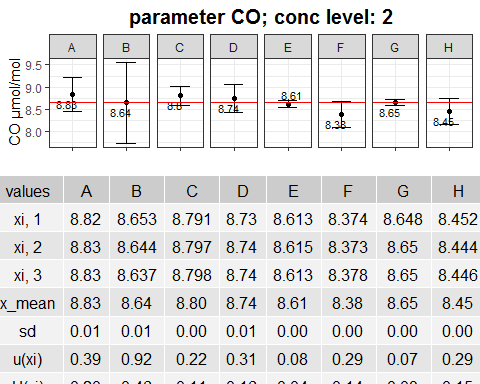 parameter CO; conc level: 2
A B C D E F G H
CO µmol/mol
9.5
9.0
8.5
8.0
8.83 8.64 8.8 8.74 8.61 8.38 8.65 8.45
values A B C D E F G H
xi, 1 8.82 8.653 8.791 8.73 8.613 8.374 8.648 8.452
xi, 2 8.83 8.644 8.797 8.74 8.615 8.373 8.65 8.444
xi, 3 8.83 8.637 8.798 8.74 8.613 8.378 8.65 8.446
x_mean 8.83 8.64 8.80 8.74 8.61 8.38 8.65 8.45
sd 0.01 0.01 0.00 0.01 0.00 0.00 0.00 0.00
u(xi) 0.39 0.92 0.22 0.31 0.08 0.29 0.07 0.29